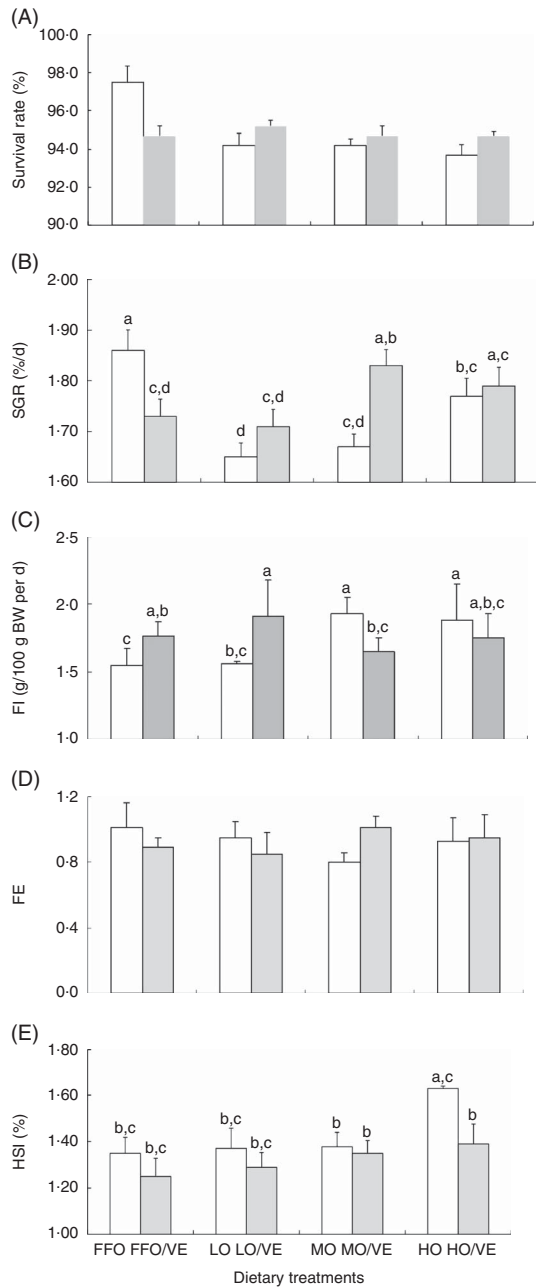 (A)
100·0
98·0
96·0
94·0
92·0
90·0
Survival rate (%)
(B)
2·00
1·90
1·80
1·70
1·60
SGR (%/d)
a
c,d
d
c,d
c,d
a,b
b,c
a,c
(C)
2·5
2·0
1·5
1·0
FI (g/100 g BW per d)
c
a,b
b,c
a
a
b,c
a
a,b,c
(D)
1·2
0·8
0·4
0·0
FE
(E)
1·80
1·60
1·40
1·20
1·00
HSI (%)
b,c
b,c
b,c
b,c
b
b
a,c
b
FFO FFO/VE LO LO/VE MO MO/VE HO HO/VE
Dietary treatments